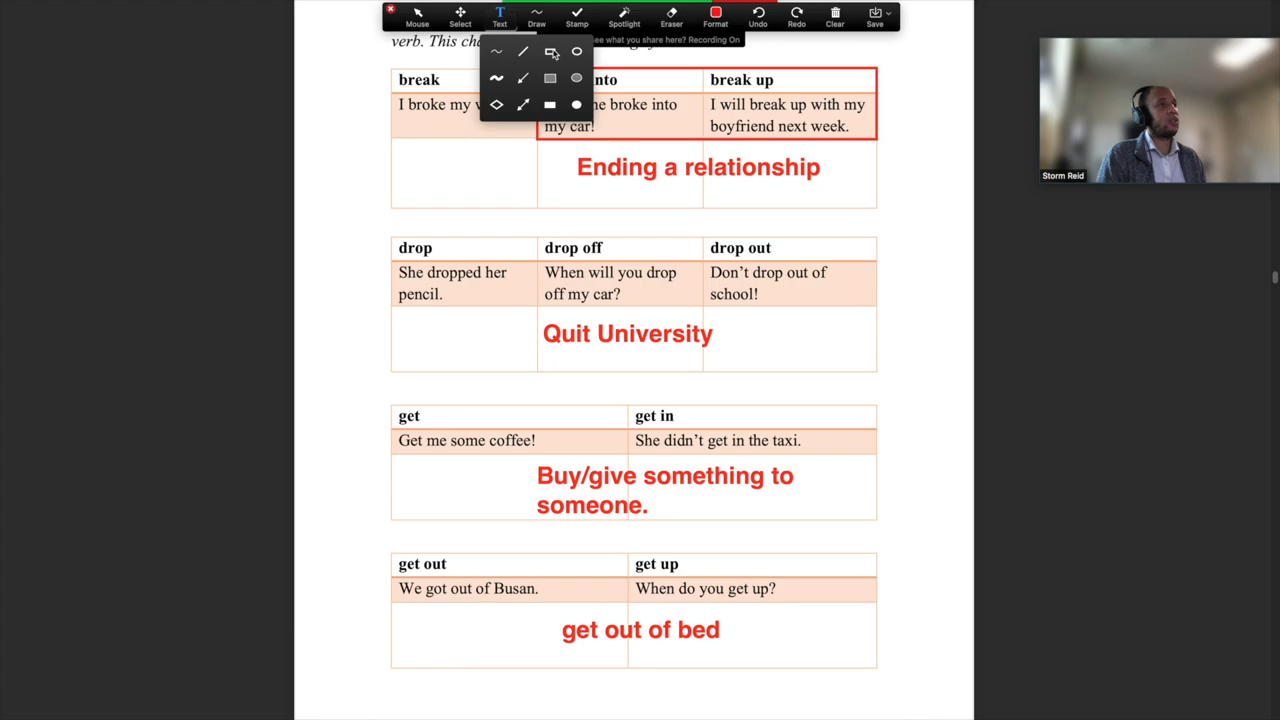 Mouse
Select
Text
Draw
Stamp
Spotlight
Eraser
Format
Undo
Redo
Clear
Save
see what you share here? Recording On
verb. This
break
into
break up
I broke my
broke into
my car!
I will break up with my
boyfriend next week.
Ending a relationship
Storm Reid
drop
drop off
drop out
She dropped her
pencil.
When will you drop
off my car?
Don't drop out of
school!
Quit University
get
get in
Get me some coffee!
She didn't get in the taxi.
Buy/give something to
someone.
get out
get up
We got out of Busan.
When do you get up?
get out of bed